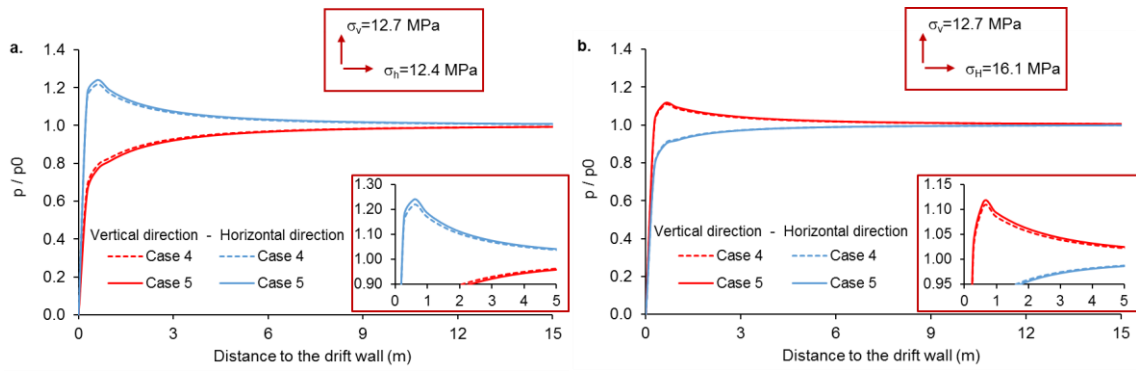 a.
σv=12.7 MPa
σh=12.4 MPa
1.4
1.2
1.0
0.8
0.6
0.4
0.2
0.0
p / p0
Vertical direction - Horizontal direction
Case 4 Case 4
Case 5 Case 5
1.30
1.20
1.10
1.00
0.90
0 1 2 3 4 5
0 3 6 9 12 15
Distance to the drift wall (m)
b.
σv=12.7 MPa
σH=16.1 MPa
1.4
1.2
1.0
0.8
0.6
0.4
0.2
0.0
p / p0
Vertical direction - Horizontal direction
Case 4 Case 4
Case 5 Case 5
1.15
1.10
1.05
1.00
0.95
0 1 2 3 4 5
0 3 6 9 12 15
Distance to the drift wall (m)